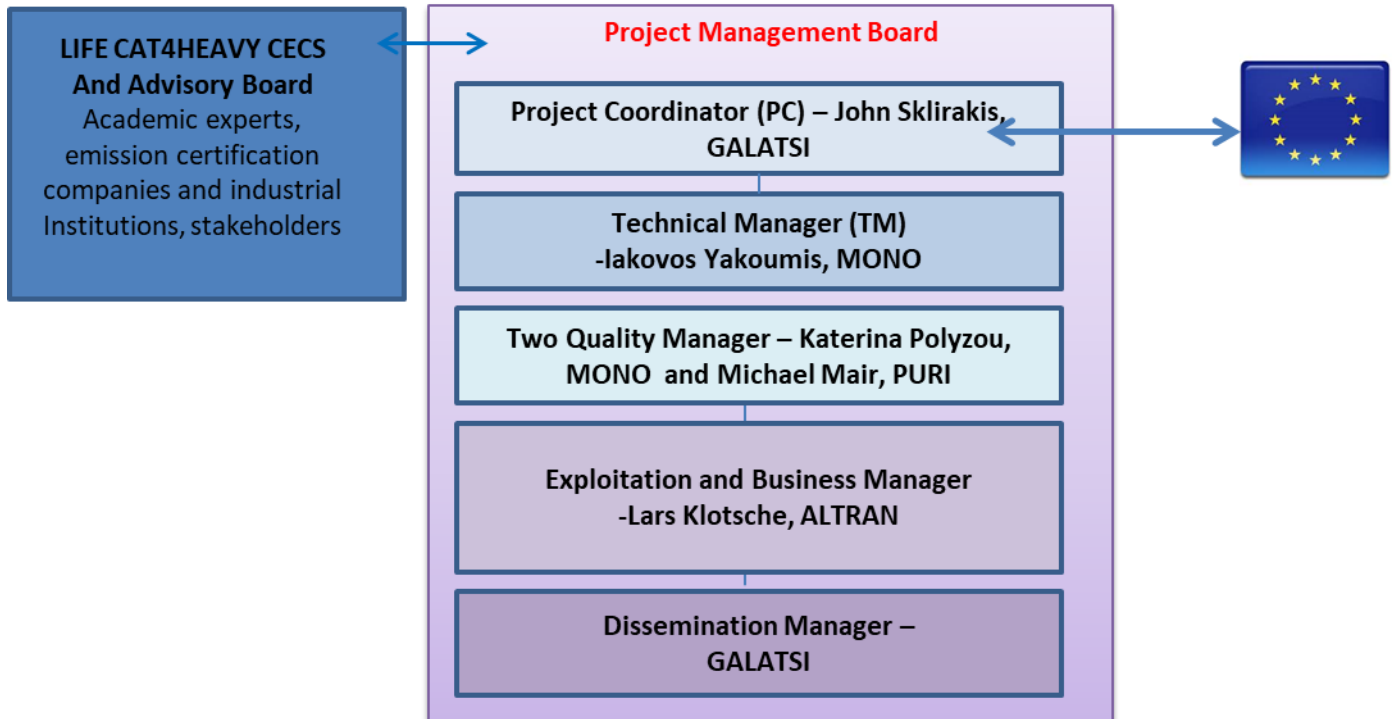 LIFE CAT4HEAVY CECS
And Advisory Board
Academic experts,
emission certification
companies and industrial
Institutions, stakeholders
Project Management Board
Project Coordinator (PC) – John Sklirakis,
GALATSI
Technical Manager (TM)
-Iakovos Yakoumis, MONO
Two Quality Manager – Katerina Polyzou,
MONO and Michael Mair, PURI
Exploitation and Business Manager
-Lars Klotsche, ALTRAN
Dissemination Manager –
GALATSI